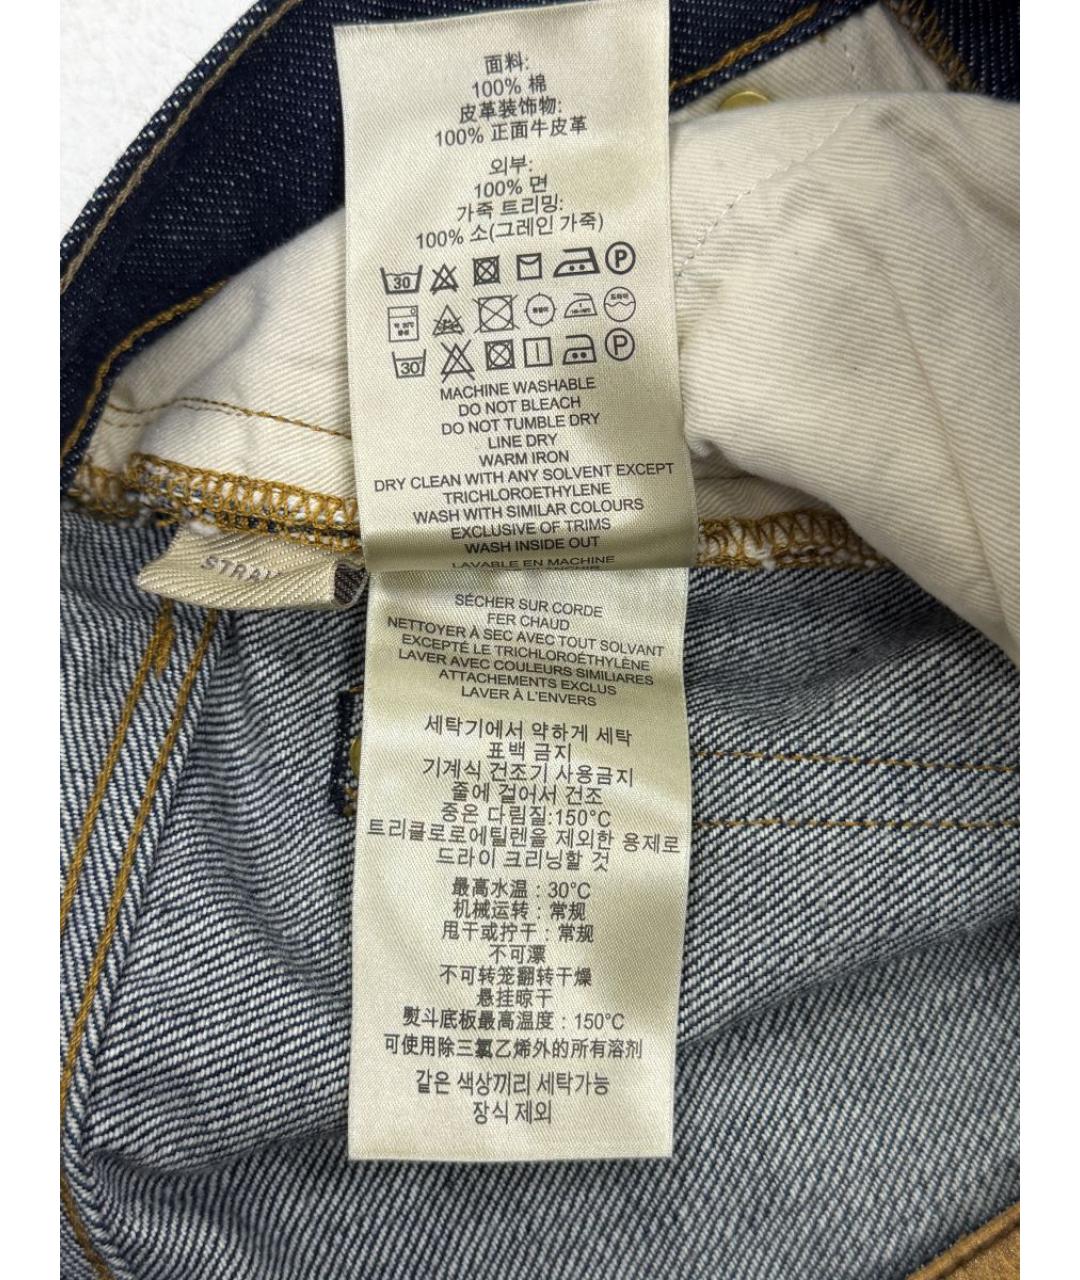 面料:
100% 棉
皮革装饰物:
100% 正面牛皮革
외부:
100% 면
가죽 트리밍:
100% 소(그레인 가죽)
30 P
30 P
MACHINE WASHABLE
DO NOT BLEACH
DO NOT TUMBLE DRY
LINE DRY
WARM IRON
DRY CLEAN WITH ANY SOLVENT EXCEPT
TRICHLOROETHYLENE
WASH WITH SIMILAR COLOURS
EXCLUSIVE OF TRIMS
WASH INSIDE OUT
LAVABLE EN MACHINE
STRAI
SÉCHER SUR CORDE
FER CHAUD
NETTOYER À SEC AVEC TOUT SOLVANT
EXCEPTÉ LE TRICHLOROÉTHYLÈNE
LAVER AVEC COULEURS SIMILIARES
ATTACHEMENTS EXCLUS
LAVER À L'ENVERS
세탁기에서 약하게 세탁
표백 금지
기계식 건조기 사용금지
줄에 걸어서 건조
중은 다림질:150°C
트리클로로에틸렌을 제외한 용제로
드라이 크리닝할 것
最高水温：30°C
机械运转：常规
甩干或拧干：常规
不可漂
不可转笼翻转干燥
悬挂晾干
熨斗底板最高温度：150°C
可使用除三氯乙烯外的所有溶剂
같은 색상끼리 세탁가능
장식 제외